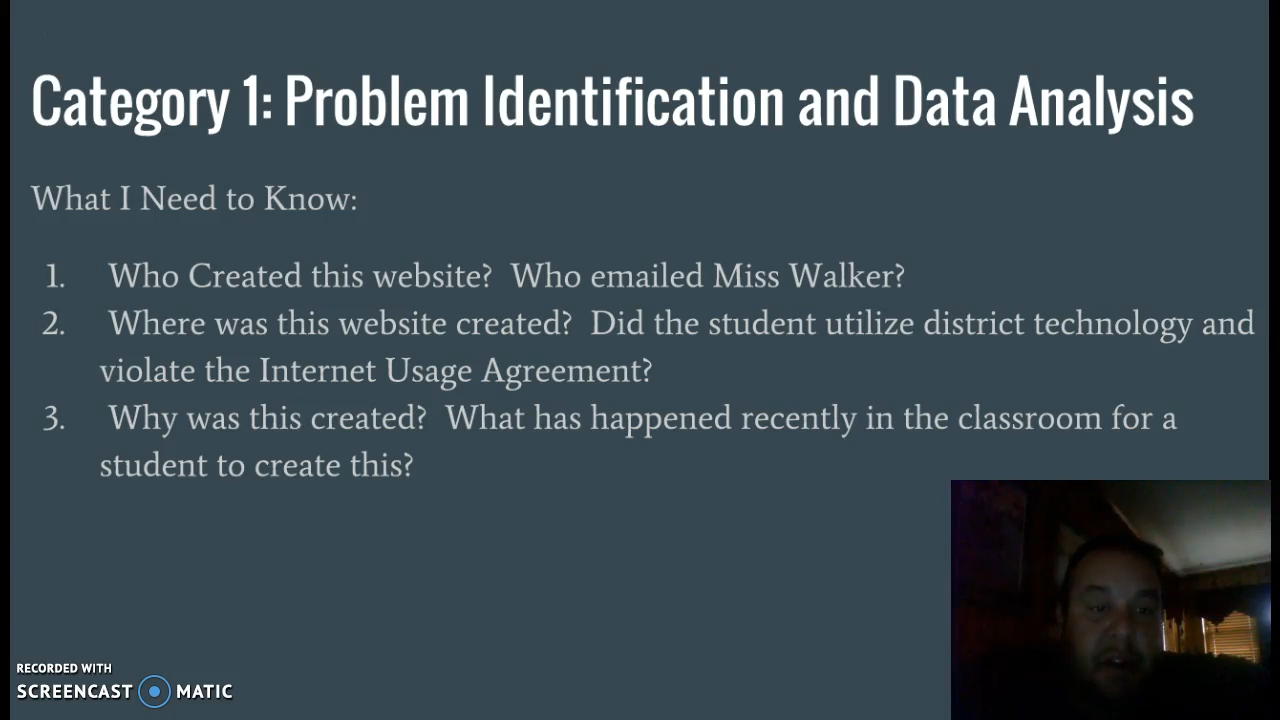 Category 1: Problem Identification and Data Analysis
What I Need to Know:
1. Who Created this website? Who emailed Miss Walker?
2. Where was this website created? Did the student utilize district technology and
violate the Internet Usage Agreement?
3. Why was this created? What has happened recently in the classroom for a
student to create this?
RECORDED WITH
SCREENCAST MATIC